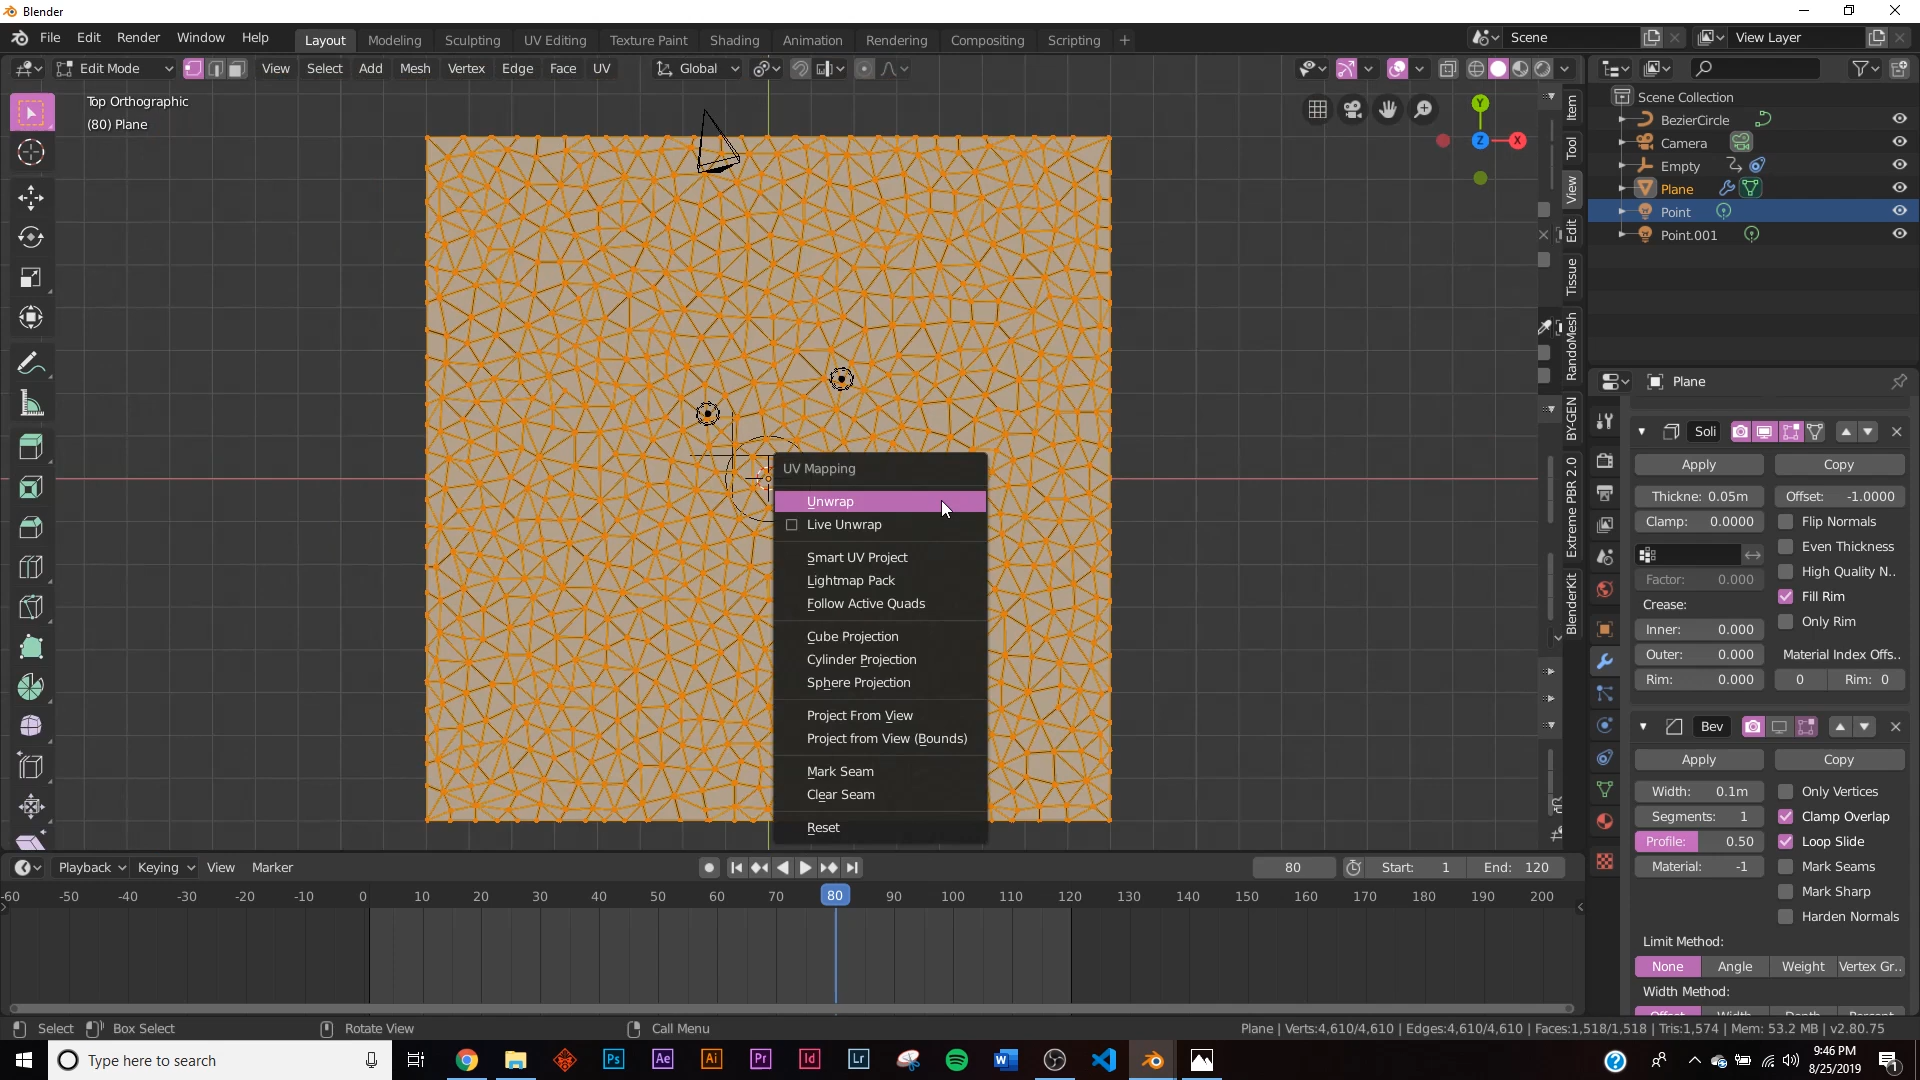 Blender
File Edit Render Window Help
Layout Modeling Sculpting UV Editing Texture Paint Shading Animation Rendering Compositing Scripting +
Scene
View Layer
Edit Mode
View Select Add Mesh Vertex Edge Face UV
Global
Top Orthographic
(80) Plane
Y
Z
X
Item
Tool
View
Edit
Tissue
RandoMesh
BY-GEN
Extreme PBR 2.0
BlenderKit
Scene Collection
BezierCircle
Camera
Empty
Plane
Point
Point.001
Plane
Soli
Apply Copy
Thickne: 0.05m Offset: -1.0000
Clamp: 0.0000 Flip Normals
Even Thickness
Factor: 0.000 High Quality N..
Crease: Fill Rim
Inner: 0.000 Only Rim
Outer: 0.000 Material Index Offs..
Rim: 0.000 0 Rim: 0
Bev
Apply Copy
Width: 0.1m Only Vertices
Segments: 1 Clamp Overlap
Profile: 0.50 Loop Slide
Material: -1 Mark Seams
Mark Sharp
Harden Normals
Limit Method:
None Angle Weight Vertex Gr..
Width Method:
UV Mapping
Unwrap
Live Unwrap
Smart UV Project
Lightmap Pack
Follow Active Quads
Cube Projection
Cylinder Projection
Sphere Projection
Project From View
Project from View (Bounds)
Mark Seam
Clear Seam
Reset
Playback Keying View Marker
80 Start: 1 End: 120
-60 -50 -40 -30 -20 -10 0 10 20 30 40 50 60 70 80 90 100 110 120 130 140 150 160 170 180 190 200
Select Box Select Rotate View Call Menu
Plane | Verts:4,610/4,610 | Edges:4,610/4,610 | Faces:1,518/1,518 | Tris:1,574 | Mem: 53.2 MB | v2.80.75
Type here to search
Ps Ae Ai Pr Id Lr
9:46 PM
8/25/2019
1